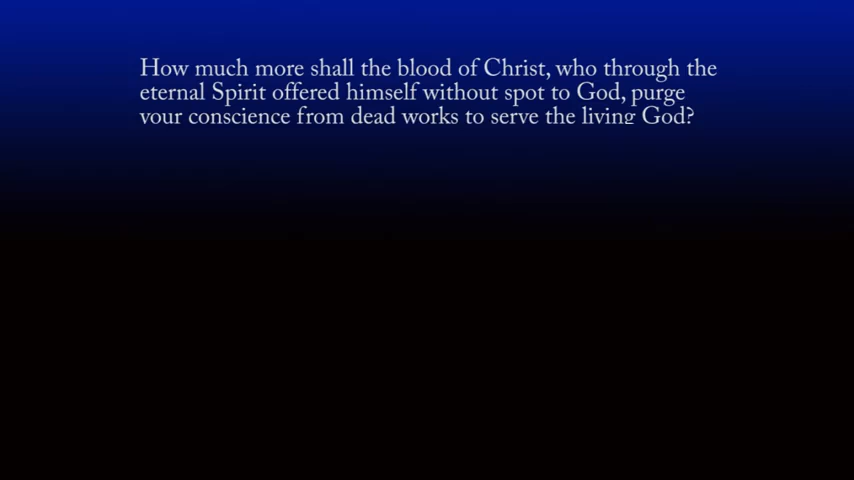 How much more shall the blood of Christ, who through the
eternal Spirit offered himself without spot to God, purge
your conscience from dead works to serve the living God?